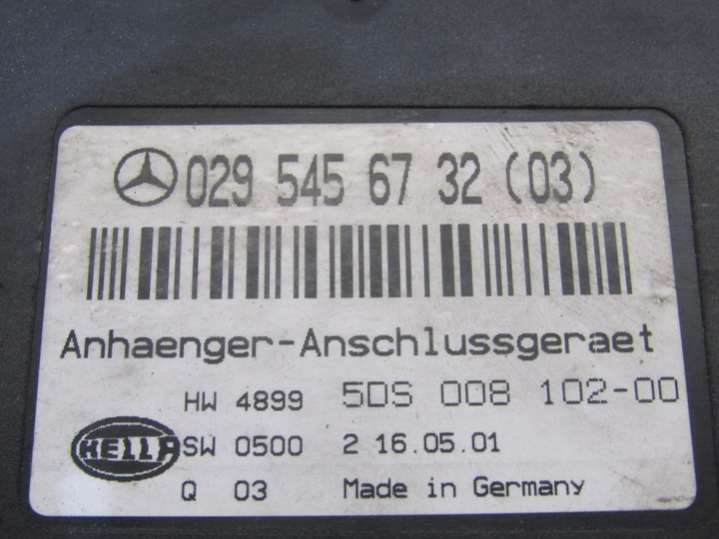 029 545 67 32 (03)
Anhaenger-Anschlussgeraet
HW 4899 5DS 008 102-00
HELLA SW 0500 2 16.05.01
Q 03 Made in Germany